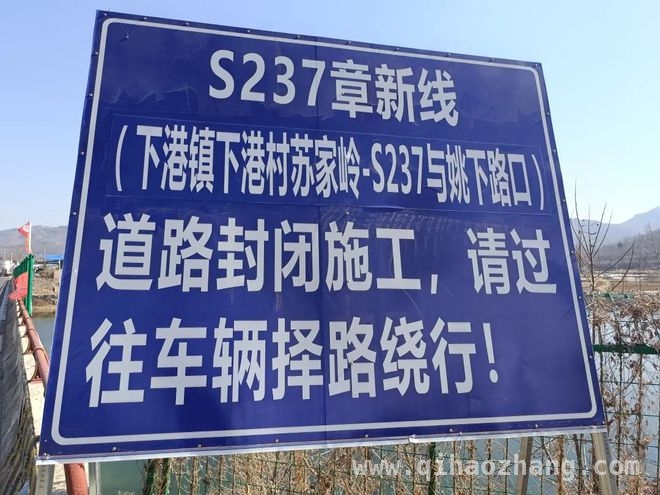 S237章新线
（下港镇下港村苏家岭-S237与姚下路口）
道路封闭施工，请过
往车辆择路绕行！
www.qihaozhang.com